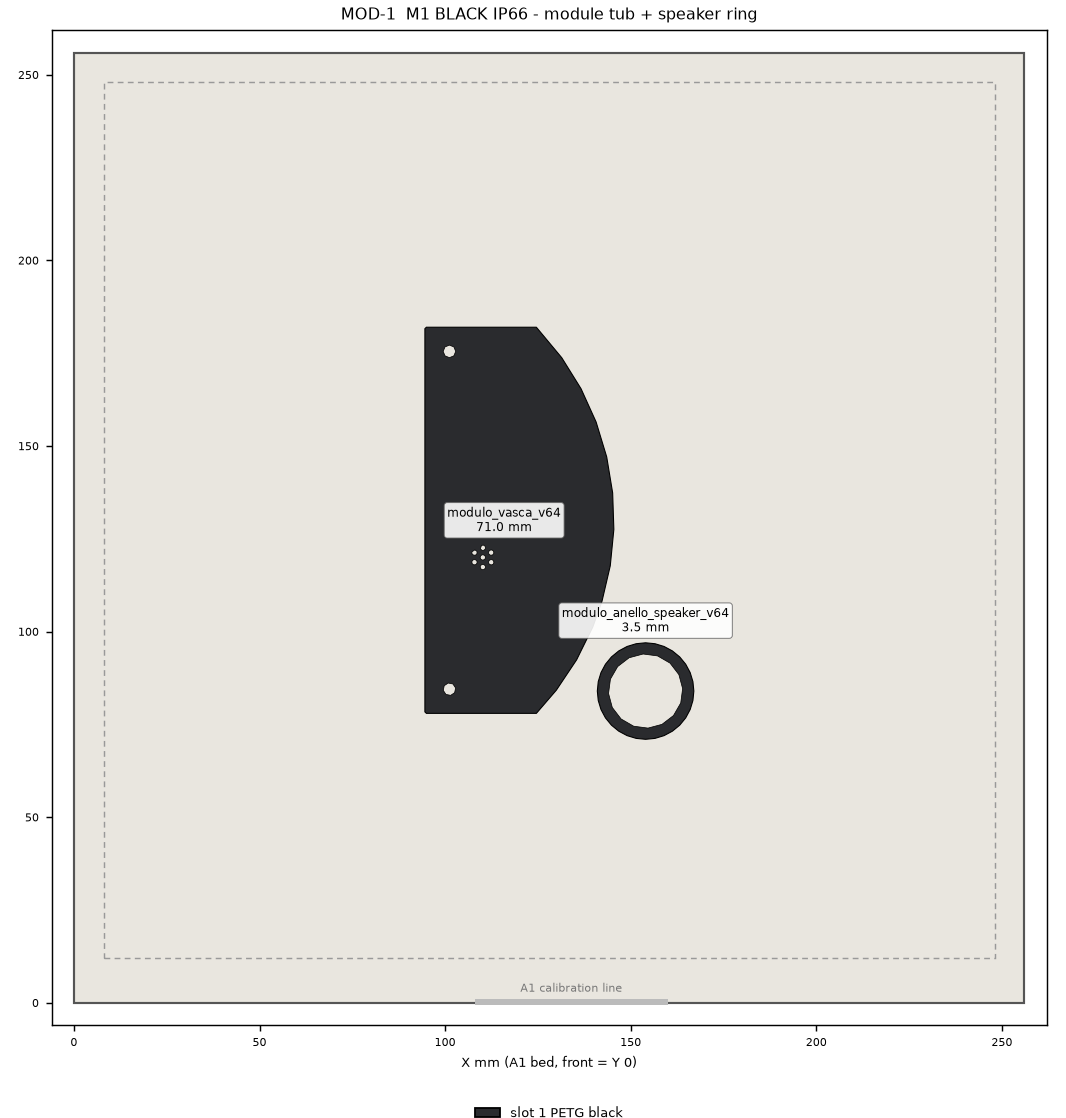 MOD-1  M1 BLACK IP66 - module tub + speaker ring
250
200
150
100
50
0
modulo_vasca_v64
71.0 mm
modulo_anello_speaker_v64
3.5 mm
A1 calibration line
0
50
100
150
200
250
X mm (A1 bed, front = Y 0)
slot 1 PETG black